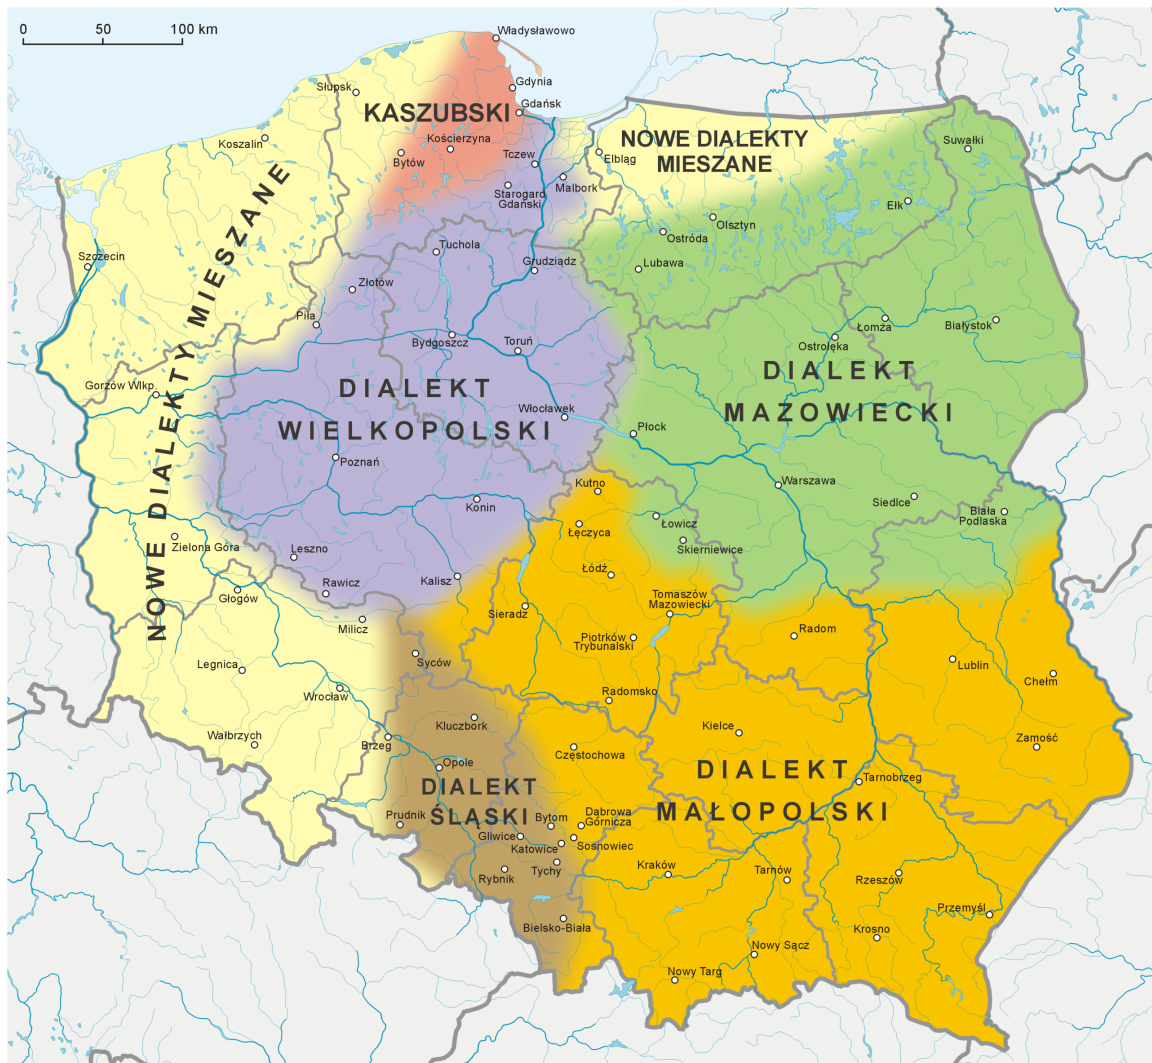 0 50 100 km
Władysławowo
Gdynia
Słupsk
Gdańsk
KASZUBSKI
Koszalin
Kościerzyna
Bytów
Tczew
Elbląg
NOWE DIALEKTY
MIESZANE
Suwałki
Malbork
Starogard
Gdański
Ełk
Olsztyn
Ostróda
Tuchola
Szczecin
Grudziądz
Lubawa
Złotów
NOWE DIALEKTY MIESZANE
Piła
Łomża
Białystok
Bydgoszcz
Toruń
Ostrołęka
DIALEKT
MAZOWIECKI
Gorzów Wlkp.
DIALEKT
WIELKOPOLSKI
Włocławek
Płock
Poznań
Warszawa
Kutno
Konin
Siedlce
Biała
Podlaska
Łęczyca
Łowicz
Zielona Góra
Leszno
Skierniewice
Łódź
Kalisz
Rawicz
Głogów
Tomaszów
Mazowiecki
Sieradz
Milicz
Piotrków
Trybunalski
Radom
Syców
Legnica
Lublin
Chełm
Wrocław
Radomsko
Kluczbork
Kielce
Wałbrzych
Brzeg
Częstochowa
Zamość
Opole
DIALEKT
MAŁOPOLSKI
Tarnobrzeg
DIALEKT
ŚLĄSKI
Prudnik
Bytom
Dąbrowa
Górnicza
Gliwice
Katowice
Sosnowiec
Tychy
Rybnik
Kraków
Tarnów
Rzeszów
Przemyśl
Bielsko-Biała
Krosno
Nowy Sącz
Nowy Targ